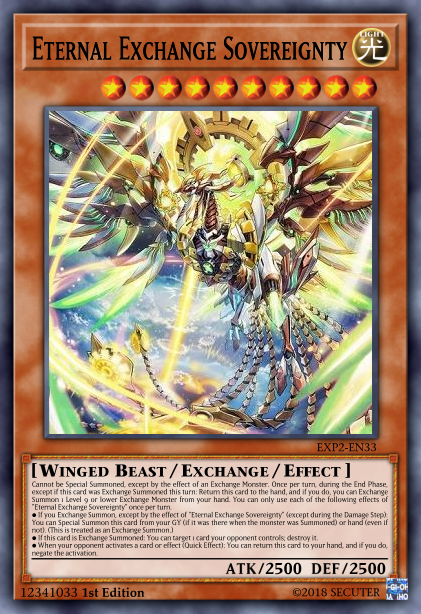 ETERNAL EXCHANGE SOVEREIGNTY
LIGHT
光
EXP2-EN33
[WINGED BEAST / EXCHANGE / EFFECT]
Cannot be Special Summoned, except by the effect of an Exchange Monster. Once per turn, during the End Phase,
except if this card was Exchange Summoned this turn: Return this card to the hand, and if you do, you can Exchange
Summon 1 Level 9 or lower Exchange Monster from your hand. You can only use each of the following effects of
"Eternal Exchange Sovereignty" once per turn.
● If you Exchange Summon, except by the effect of "Eternal Exchange Sovereignty" (except during the Damage Step):
You can Special Summon this card from your GY (if it was there when the monster was Summoned) or hand (even if
not). (This is treated as an Exchange Summon.)
● If this card is Exchange Summoned: You can target 1 card your opponent controls; destroy it.
● When your opponent activates a card or effect (Quick Effect): You can return this card to your hand, and if you do,
negate the activation.
ATK/2500 DEF/2500
12341033 1st Edition
©2018 SECUTER